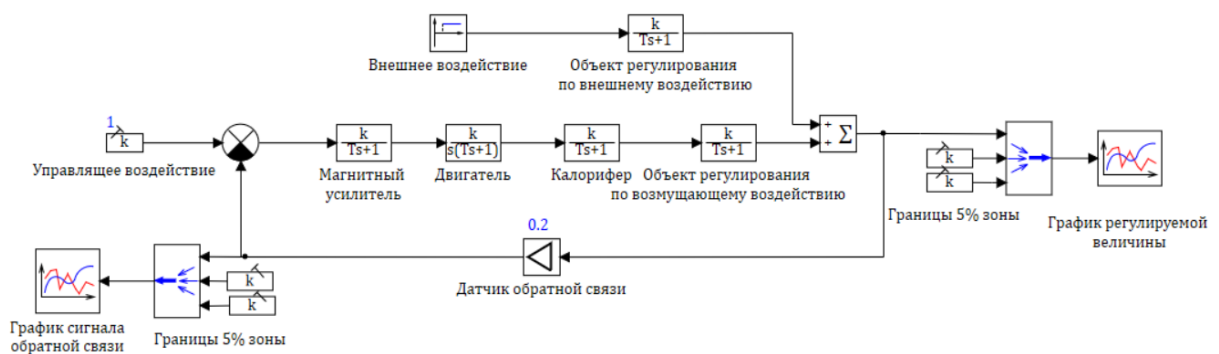 k
Ts+1
Внешнее воздействие
Объект регулирования
по внешнему воздействию
1
k
Управлящее воздействие
k
Ts+1
Магнитный
усилитель
k
s(Ts+1)
Двигатель
k
Ts+1
Калорифер
k
Ts+1
Объект регулирования
по возмущающему воздействию
+
+
Σ
k
k
Границы 5% зоны
График регулируемой
величины
0.2
Датчик обратной связи
k
k
Границы 5% зоны
График сигнала
обратной связи